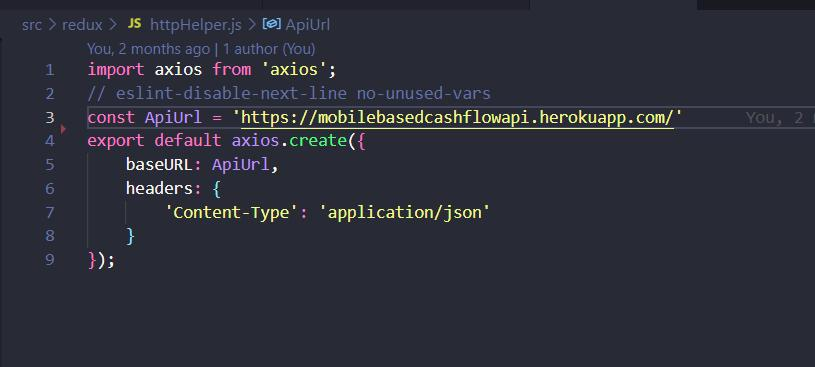 src > redux > JS httpHelper.js > ApiUrl
You, 2 months ago | 1 author (You)
1 import axios from 'axios';
2 // eslint-disable-next-line no-unused-vars
3 const ApiUrl = 'https://mobilebasedcashflowapi.herokuapp.com/' You, 2
4 export default axios.create({
5 baseURL: ApiUrl,
6 headers: {
7 'Content-Type': 'application/json'
8 }
9 });